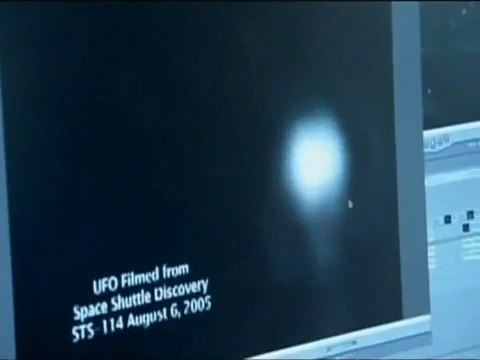 UFO Filmed from
Space Shuttle Discovery
STS-114 August 6, 2005